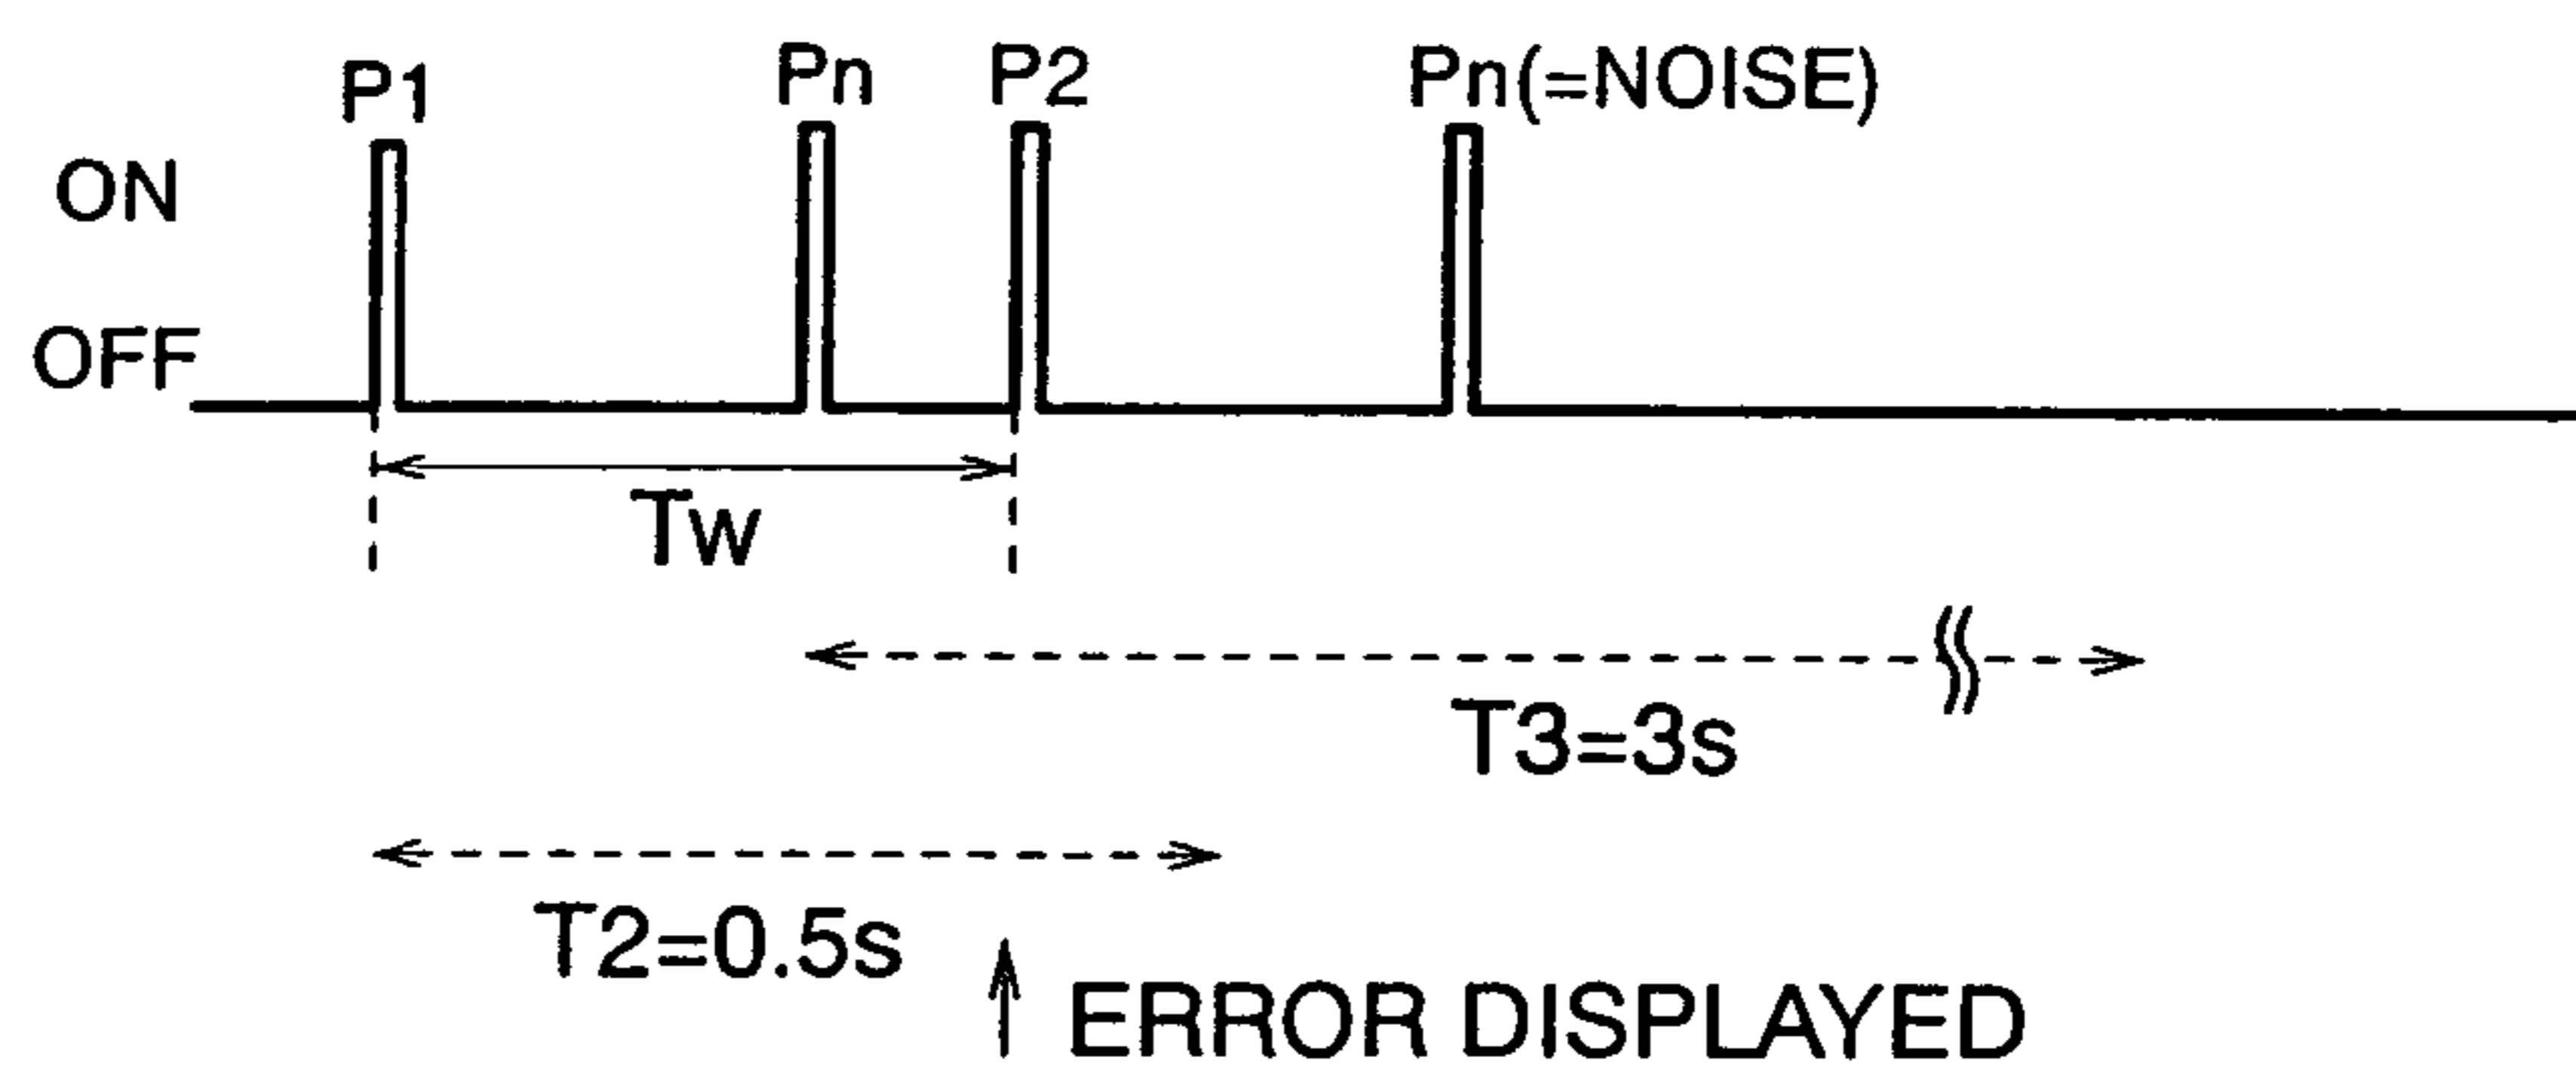 P1 Pn P2 Pn(=NOISE)
ON
OFF
Tw
T3=3s
T2=0.5s
ERROR DISPLAYED